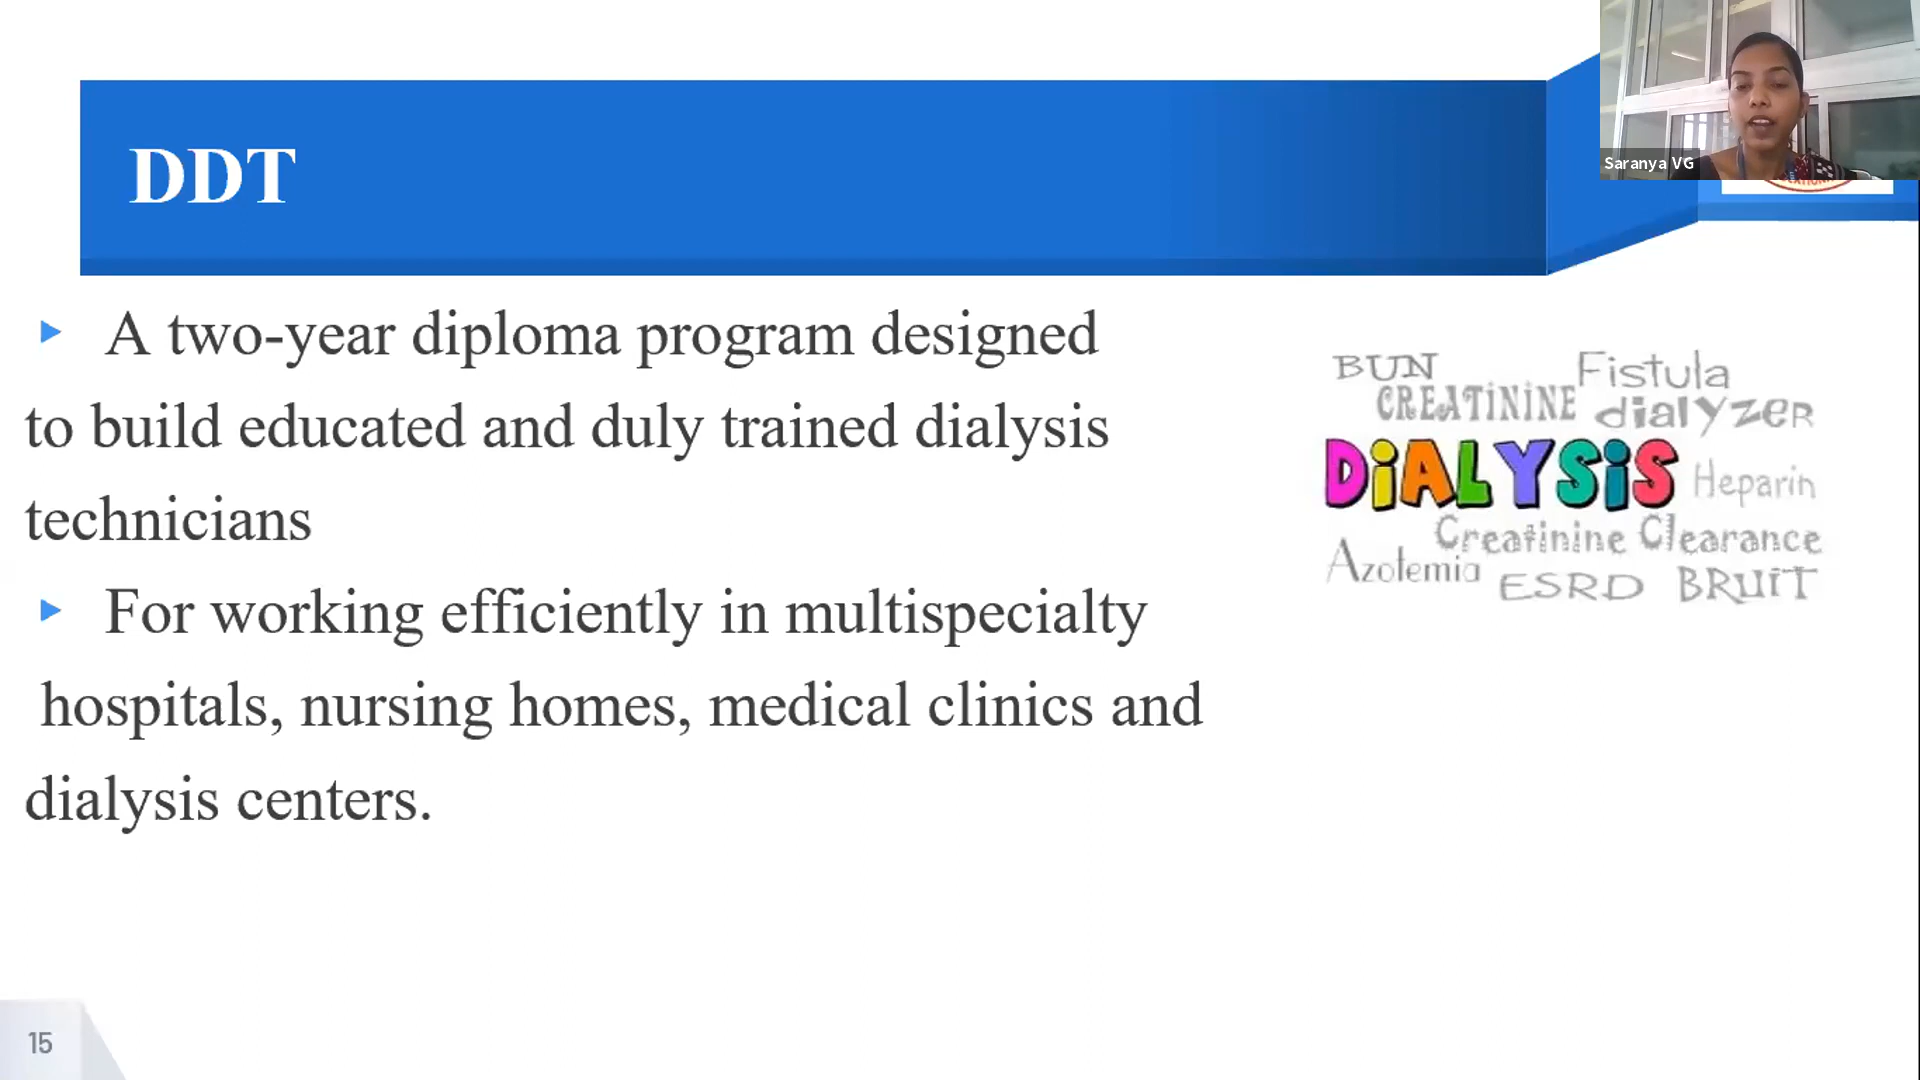 DDT
Saranya VG
A two-year diploma program designed
to build educated and duly trained dialysis
technicians
For working efficiently in multispecialty
hospitals, nursing homes, medical clinics and
dialysis centers.
BUN
Fistula
CREATiNiNE
dialyzer
DiALYSiS
Heparin
Creatinine Clearance
Azotemia
ESRD
BRUiT
15